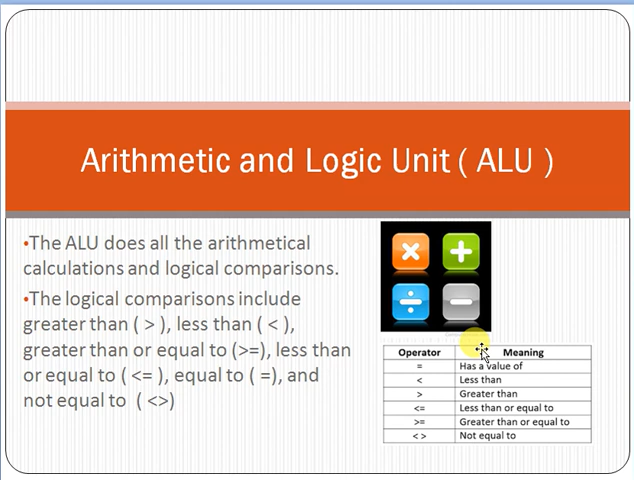 Arithmetic and Logic Unit ( ALU )
•The ALU does all the arithmetical
calculations and logical comparisons.
•The logical comparisons include
greater than ( > ), less than ( < ),
greater than or equal to (>=), less than
or equal to ( <= ), equal to ( =), and
not equal to ( <>)
× +
÷ −
Operator Meaning
= Has a value of
< Less than
> Greater than
<= Less than or equal to
>= Greater than or equal to
< > Not equal to